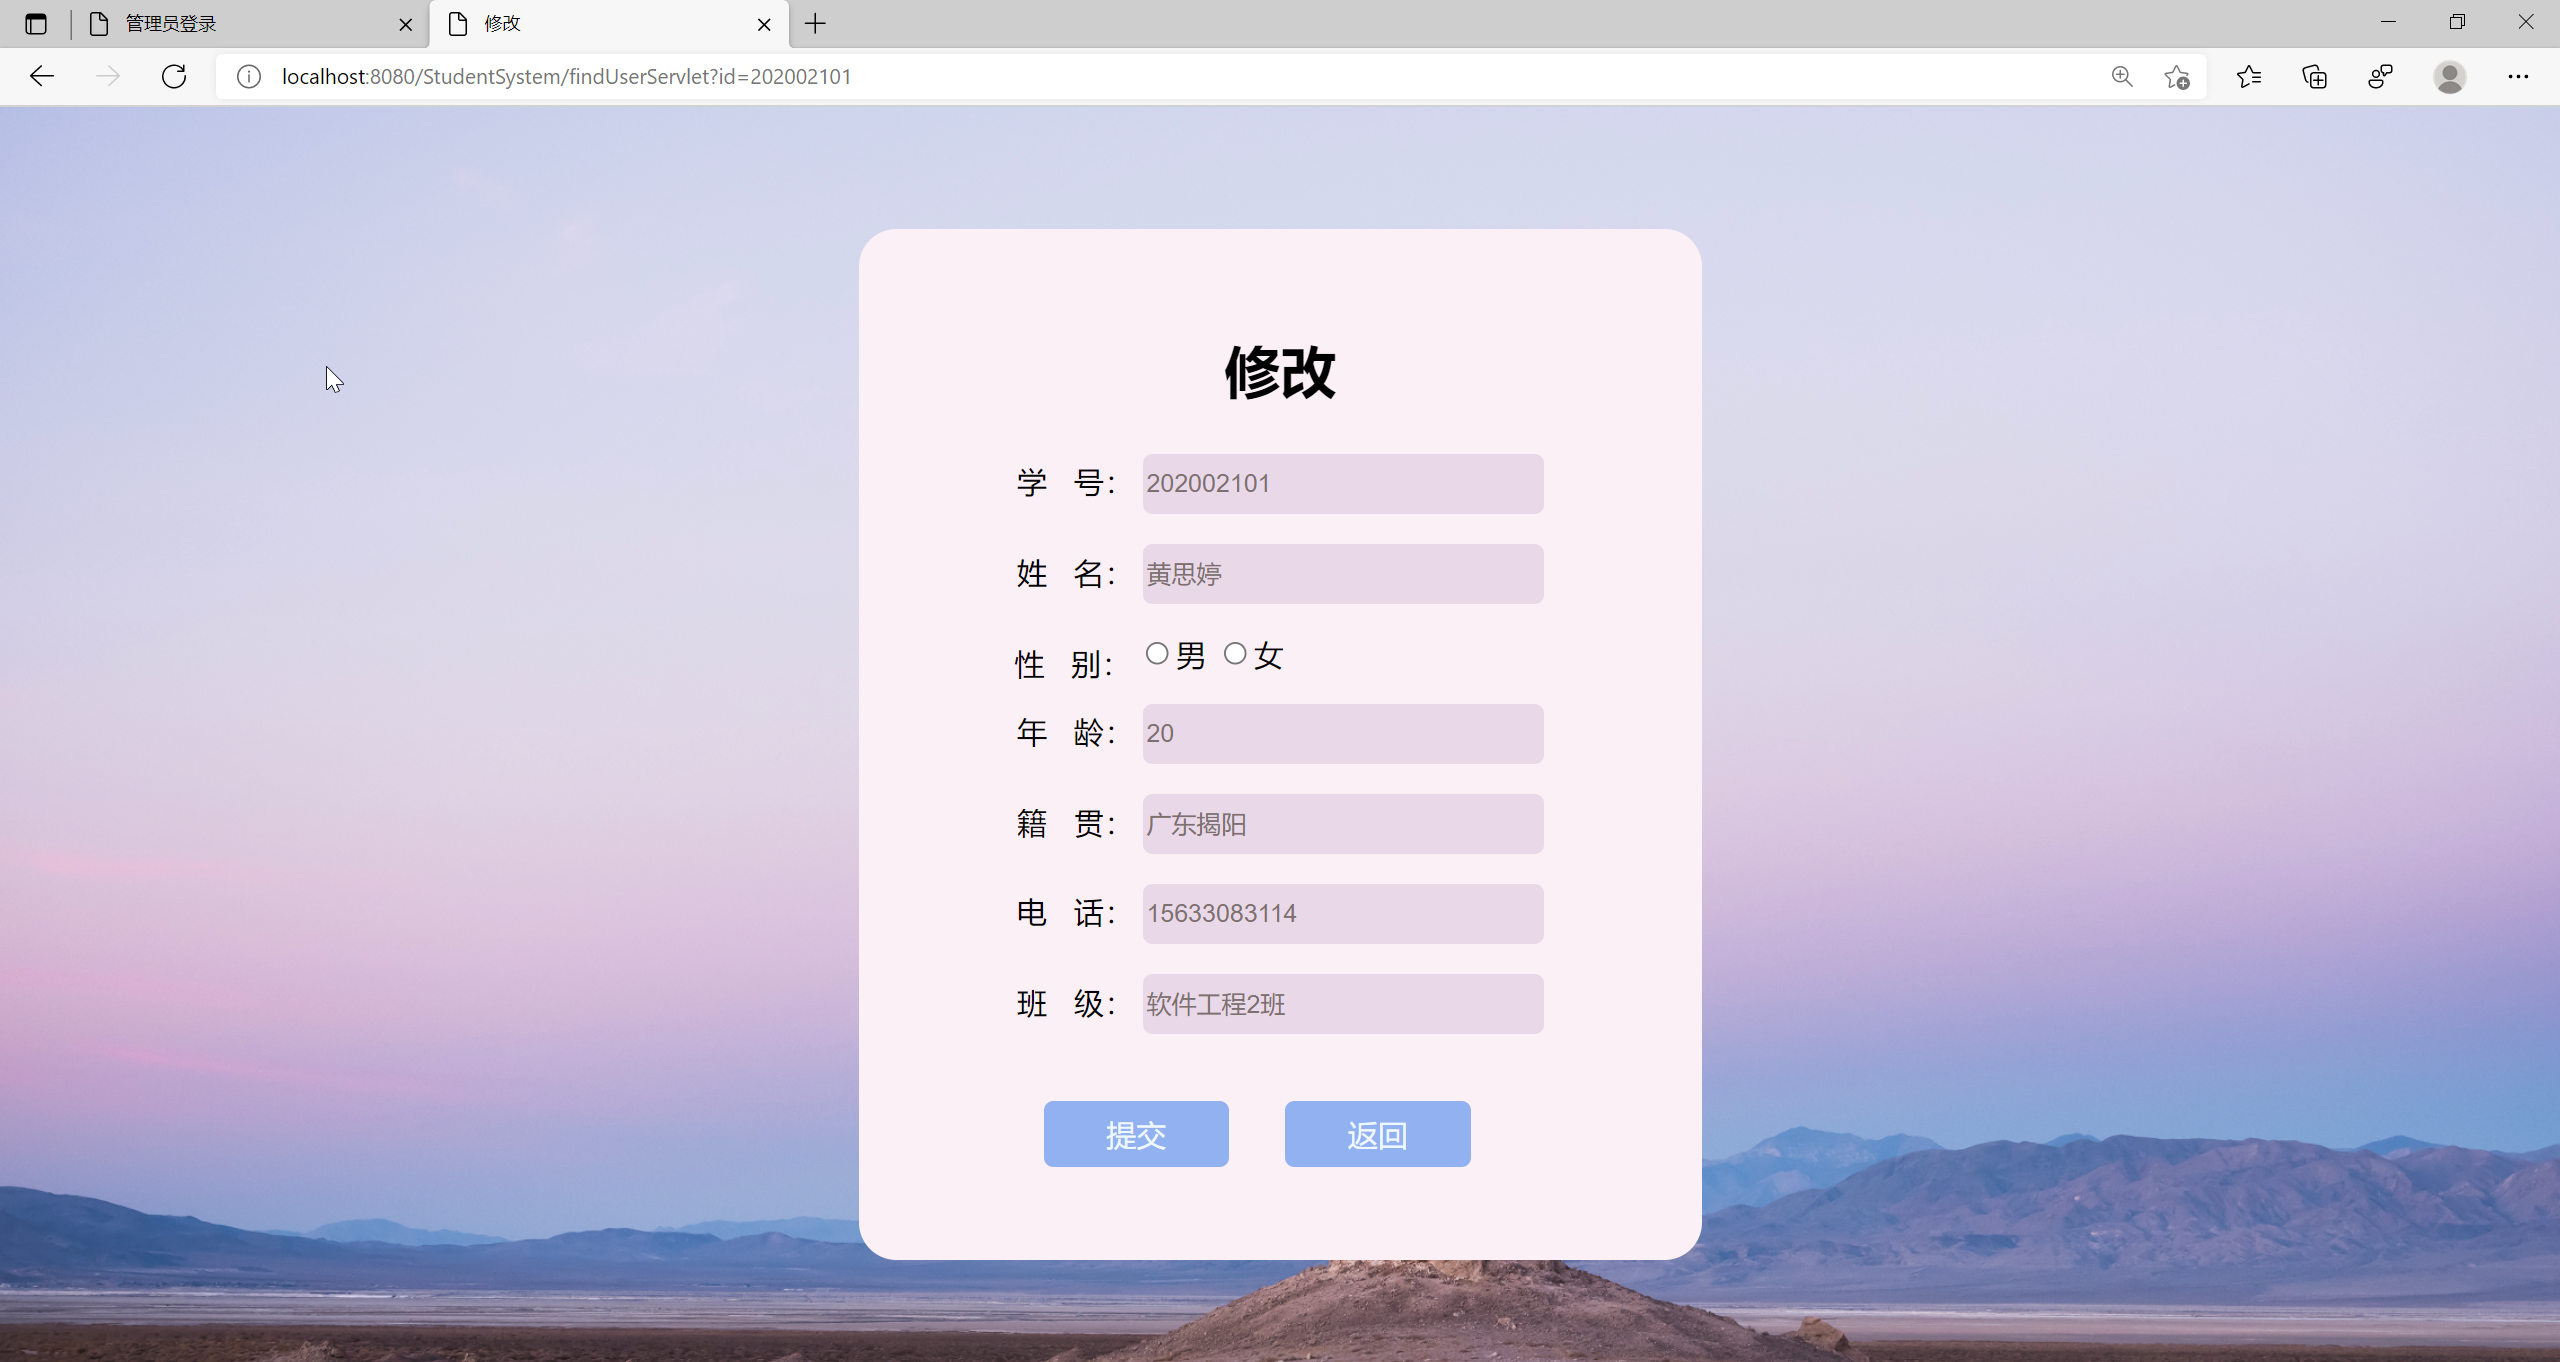 管理员登录
修改
localhost:8080/StudentSystem/findUserServlet?id=202002101
修改
学 号： 202002101
姓 名： 黄思婷
性 别： 男 女
年 龄： 20
籍 贯： 广东揭阳
电 话： 15633083114
班 级： 软件工程2班
提交 返回